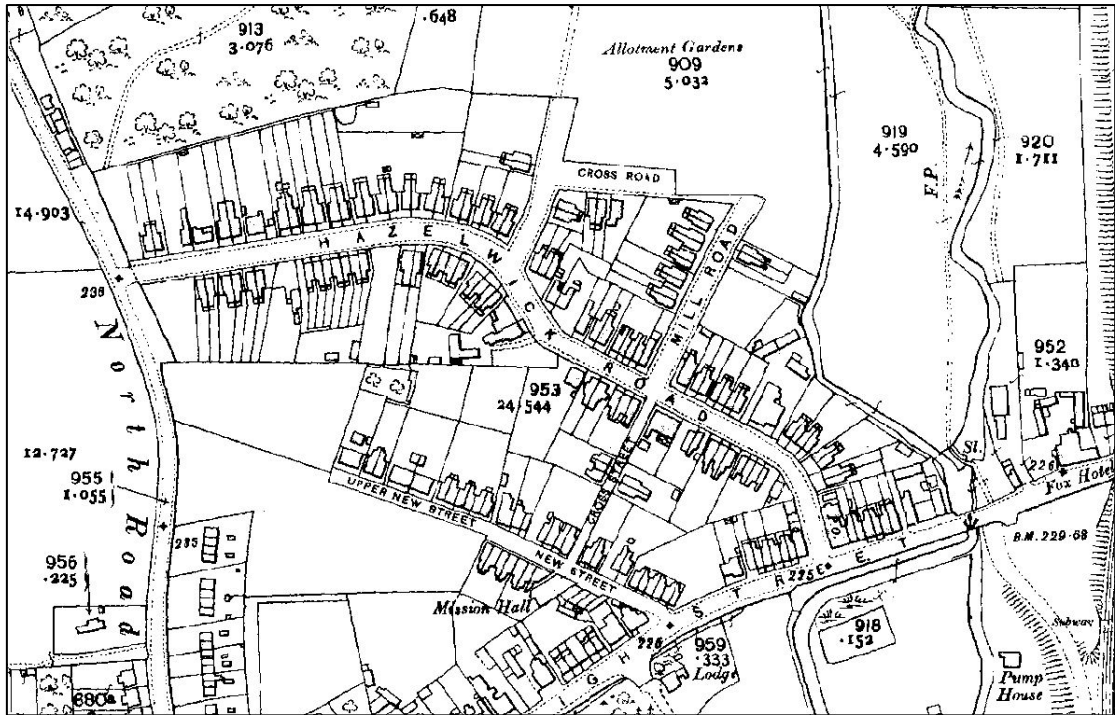 913
3·076
·648
Allotment Gardens
909
5·032
919
4·590
920
1·711
F.P.
CROSS ROAD
14·903
HAZELWICK ROAD
MILL ROAD
236
North Road
953
24·544
952
1·340
12·727
955
1·055
UPPER NEW STREET
CROSS STREET
Sl.
226
Fox Hotel
235
NEW STREET
P.O.
B.M. 229·68
956
·225
Mission Hall
HIGH STREET
225
226
959
·333
Lodge
918
·152
Subway
Pump
House
880a